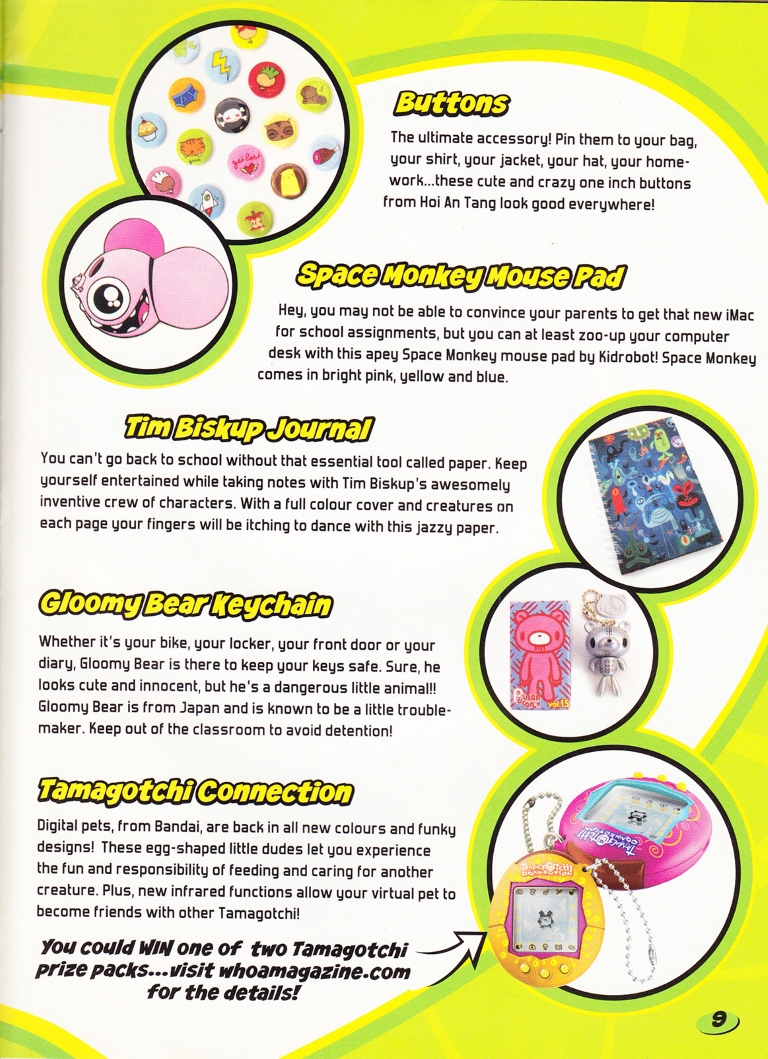 Buttons
The ultimate accessory! Pin them to your bag,
your shirt, your jacket, your hat, your home-
work...these cute and crazy one inch buttons
from Hoi An Tang look good everywhere!
get lost
Space Monkey Mouse Pad
Hey, you may not be able to convince your parents to get that new iMac
for school assignments, but you can at least zoo-up your computer
desk with this apey Space Monkey mouse pad by Kidrobot! Space Monkey
comes in bright pink, yellow and blue.
Tim Biskup Journal
You can't go back to school without that essential tool called paper. Keep
yourself entertained while taking notes with Tim Biskup's awesomely
inventive crew of characters. With a full colour cover and creatures on
each page your fingers will be itching to dance with this jazzy paper.
Gloomy Bear Keychain
Whether it's your bike, your locker, your front door or your
diary, Gloomy Bear is there to keep your keys safe. Sure, he
looks cute and innocent, but he's a dangerous little animal!!
Gloomy Bear is from Japan and is known to be a little trouble-
maker. Keep out of the classroom to avoid detention!
vol.1.5
Tamagotchi Connection
Digital pets, from Bandai, are back in all new colours and funky
designs! These egg-shaped little dudes let you experience
the fun and responsibility of feeding and caring for another
creature. Plus, new infrared functions allow your virtual pet to
become friends with other Tamagotchi!
TAMAGOTCHI
CONNECTION
TAMAGOTCHI
CONNECTION
You could WIN one of two Tamagotchi
prize packs...visit whoamagazine.com
for the details!
9